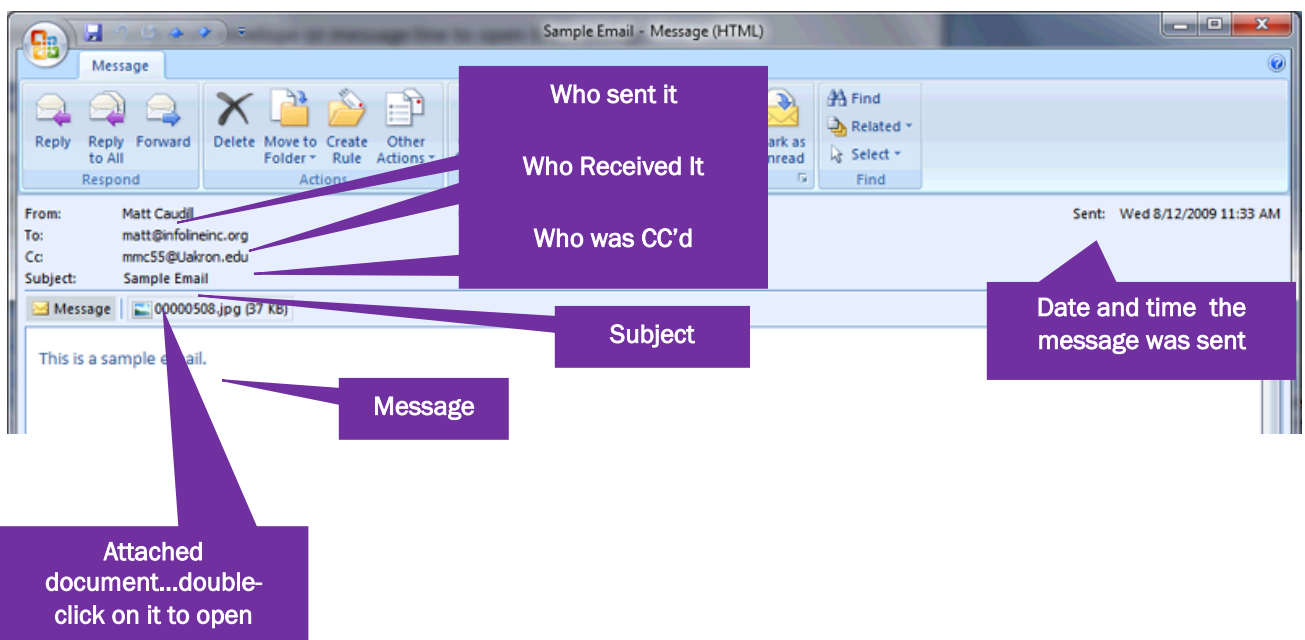 Sample Email - Message (HTML)
Message
Who sent it
Who Received It
Who was CC'd
Reply
Reply to All
Forward
Respond
Delete
Move to Folder
Create Rule
Other Actions
Actions
as
Find
Related
Select
Find
From: Matt Caudill
To: matt@infolineinc.org
Cc: mmc55@Uakron.edu
Subject: Sample Email
Sent: Wed 8/12/2009 11:33 AM
Message 00000508.jpg (37 KB)
Subject
Date and time the
message was sent
This is a sample email.
Message
Attached
document...double-
click on it to open